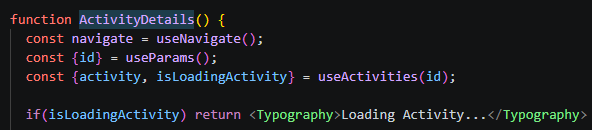 function ActivityDetails() {
const navigate = useNavigate();
const {id} = useParams();
const {activity, isLoadingActivity} = useActivities(id);
if(isLoadingActivity) return <Typography>Loading Activity...</Typography>